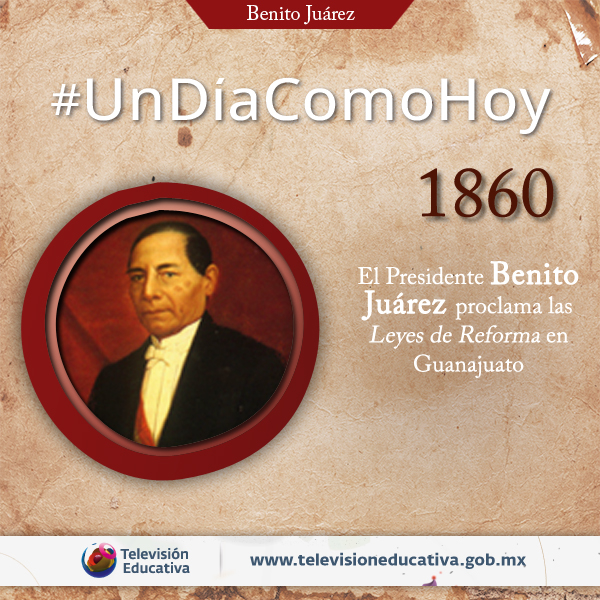 Benito Juárez
#UnDíaComoHoy
1860
El Presidente Benito
Juárez proclama las
Leyes de Reforma en
Guanajuato
Televisión
Educativa
www.televisioneducativa.gob.mx